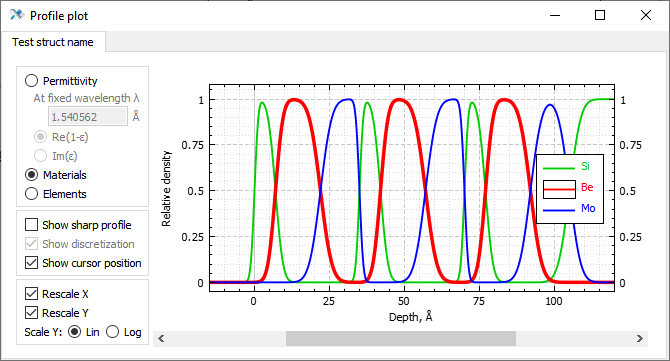 Profile plot
Test struct name
Permittivity
At fixed wavelength λ
1.540562 Å
Re(1-ε)
Im(ε)
Materials
Elements
Show sharp profile
Show discretization
Show cursor position
Rescale X
Rescale Y
Scale Y: Lin Log
Relative density
1
0.75
0.5
0.25
0
1
0.75
0.5
0.25
0
Si
Be
Mo
0 25 50 75 100
Depth, Å